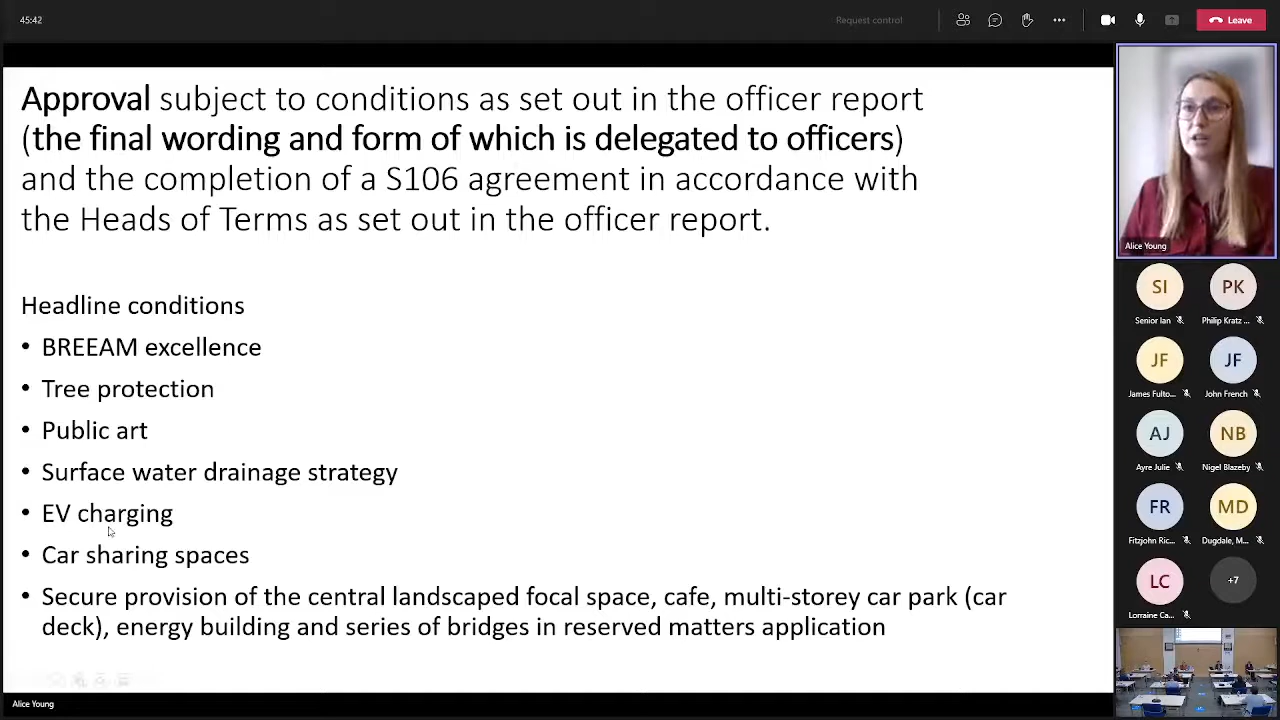 45:42
Request control
Leave
Approval subject to conditions as set out in the officer report
(the final wording and form of which is delegated to officers)
and the completion of a S106 agreement in accordance with
the Heads of Terms as set out in the officer report.
Headline conditions
• BREEAM excellence
• Tree protection
• Public art
• Surface water drainage strategy
• EV charging
• Car sharing spaces
• Secure provision of the central landscaped focal space, cafe, multi-storey car park (car
deck), energy building and series of bridges in reserved matters application
Alice Young
Alice Young
SI
PK
Senior Ian
Philip Kratz ...
JF
JF
James Fulto...
John French
AJ
NB
Ayre Julie
Nigel Blazeby
FR
MD
Fitzjohn Ric...
Dugdale, M...
LC
+7
Lorraine Ca...